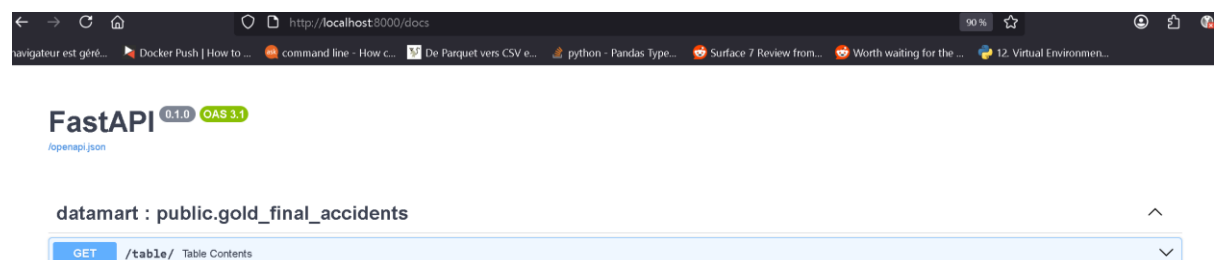 http://localhost:8000/docs 90 %
navigateur est géré... Docker Push | How to ... command line - How c... De Parquet vers CSV e... python - Pandas Type... Surface 7 Review from... Worth waiting for the ... 12. Virtual Environmen...
FastAPI 0.1.0 OAS 3.1
/openapi.json
datamart : public.gold_final_accidents
GET /table/ Table Contents